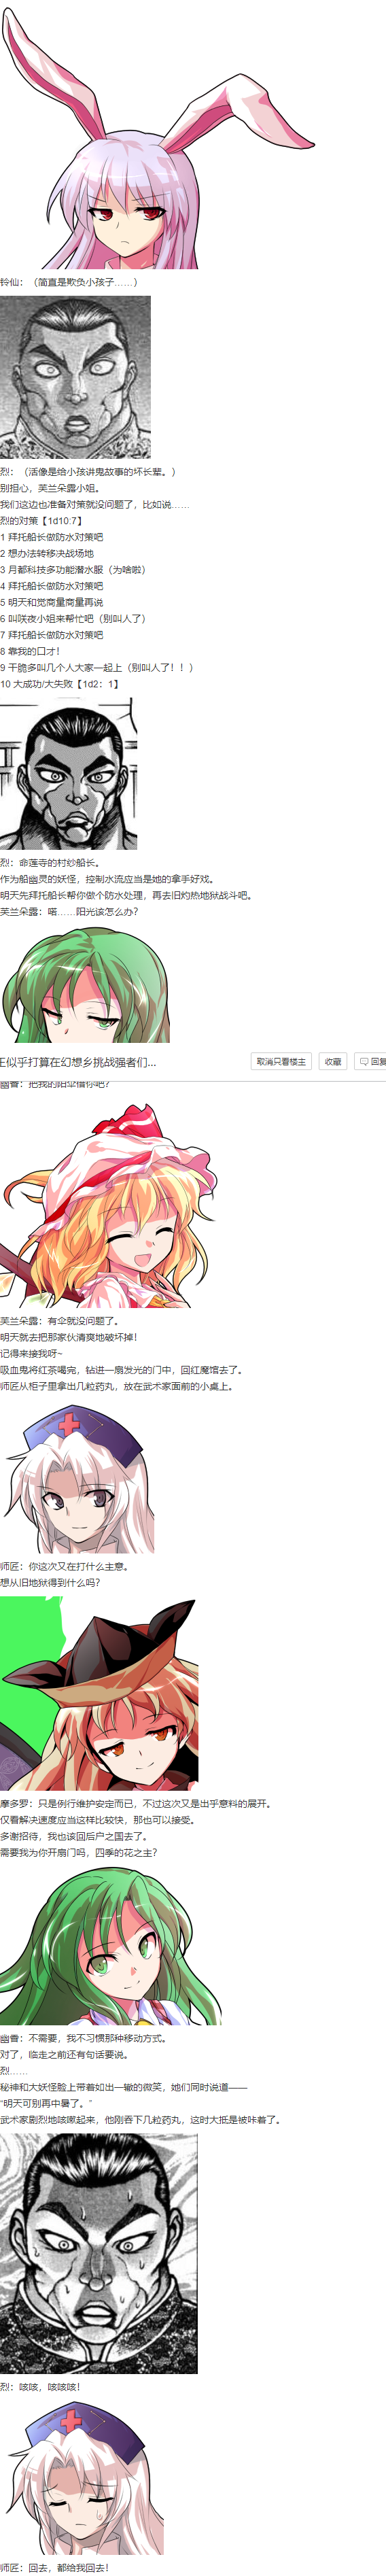 铃仙：（简直是欺负小孩子……）
烈：（活像是给小孩讲鬼故事的坏长辈。）
别担心，芙兰朵露小姐。
我们这边也准备对策就没问题了，比如说……
烈的对策【1d10:7】
1 拜托船长做防水对策吧
2 想办法转移决战场地
3 月都科技多功能潜水服（为啥啦）
4 拜托船长做防水对策吧
5 明天和觉商量商量再说
6 叫咲夜小姐来帮忙吧（别叫人了）
7 拜托船长做防水对策吧
8 靠我的口才！
9 干脆多叫几个人大家一起上（别叫人了！！）
10 大成功/大失败【1d2：1】
烈：命莲寺的村纱船长。
作为船幽灵的妖怪，控制水流应当是她的拿手好戏。
明天先拜托船长帮你做个防水处理，再去旧灼热地狱战斗吧。
芙兰朵露：喏……阳光该怎么办？
王似乎打算在幻想乡挑战强者们...
取消只看楼主
收藏
回复
幽香：把我的阳伞借你吧？
芙兰朵露：有伞就没问题了。
明天就去把那家伙清爽地破坏掉！
记得来接我呀~
吸血鬼将红茶喝完，钻进一扇发光的门中，回红魔馆去了。
师匠从柜子里拿出几粒药丸，放在武术家面前的小桌上。
师匠：你这次又在打什么主意。
想从旧地狱得到什么吗？
摩多罗：只是例行维护安定而已，不过这次又是出乎意料的展开。
仅看解决速度应当这样比较快，那也可以接受。
多谢招待，我也该回后户之国去了。
需要我为你开扇门吗，四季的花之主？
幽香：不需要，我不习惯那种移动方式。
对了，临走之前还有句话要说。
烈……
秘神和大妖怪脸上带着如出一辙的微笑，她们同时说道——
“明天可别再中暑了。”
武术家剧烈地咳嗽起来，他刚吞下几粒药丸，这时大抵是被咔着了。
烈：咳咳，咳咳咳！
师匠：回去，都给我回去！